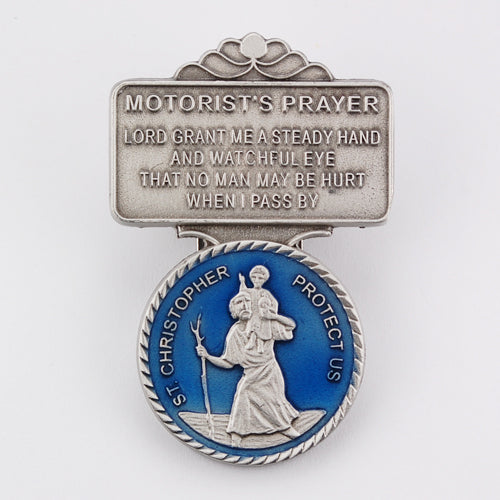 MOTORIST'S PRAYER
LORD GRANT ME A STEADY HAND
AND WATCHFUL EYE
THAT NO MAN MAY BE HURT
WHEN I PASS BY
ST. CHRISTOPHER
PROTECT US